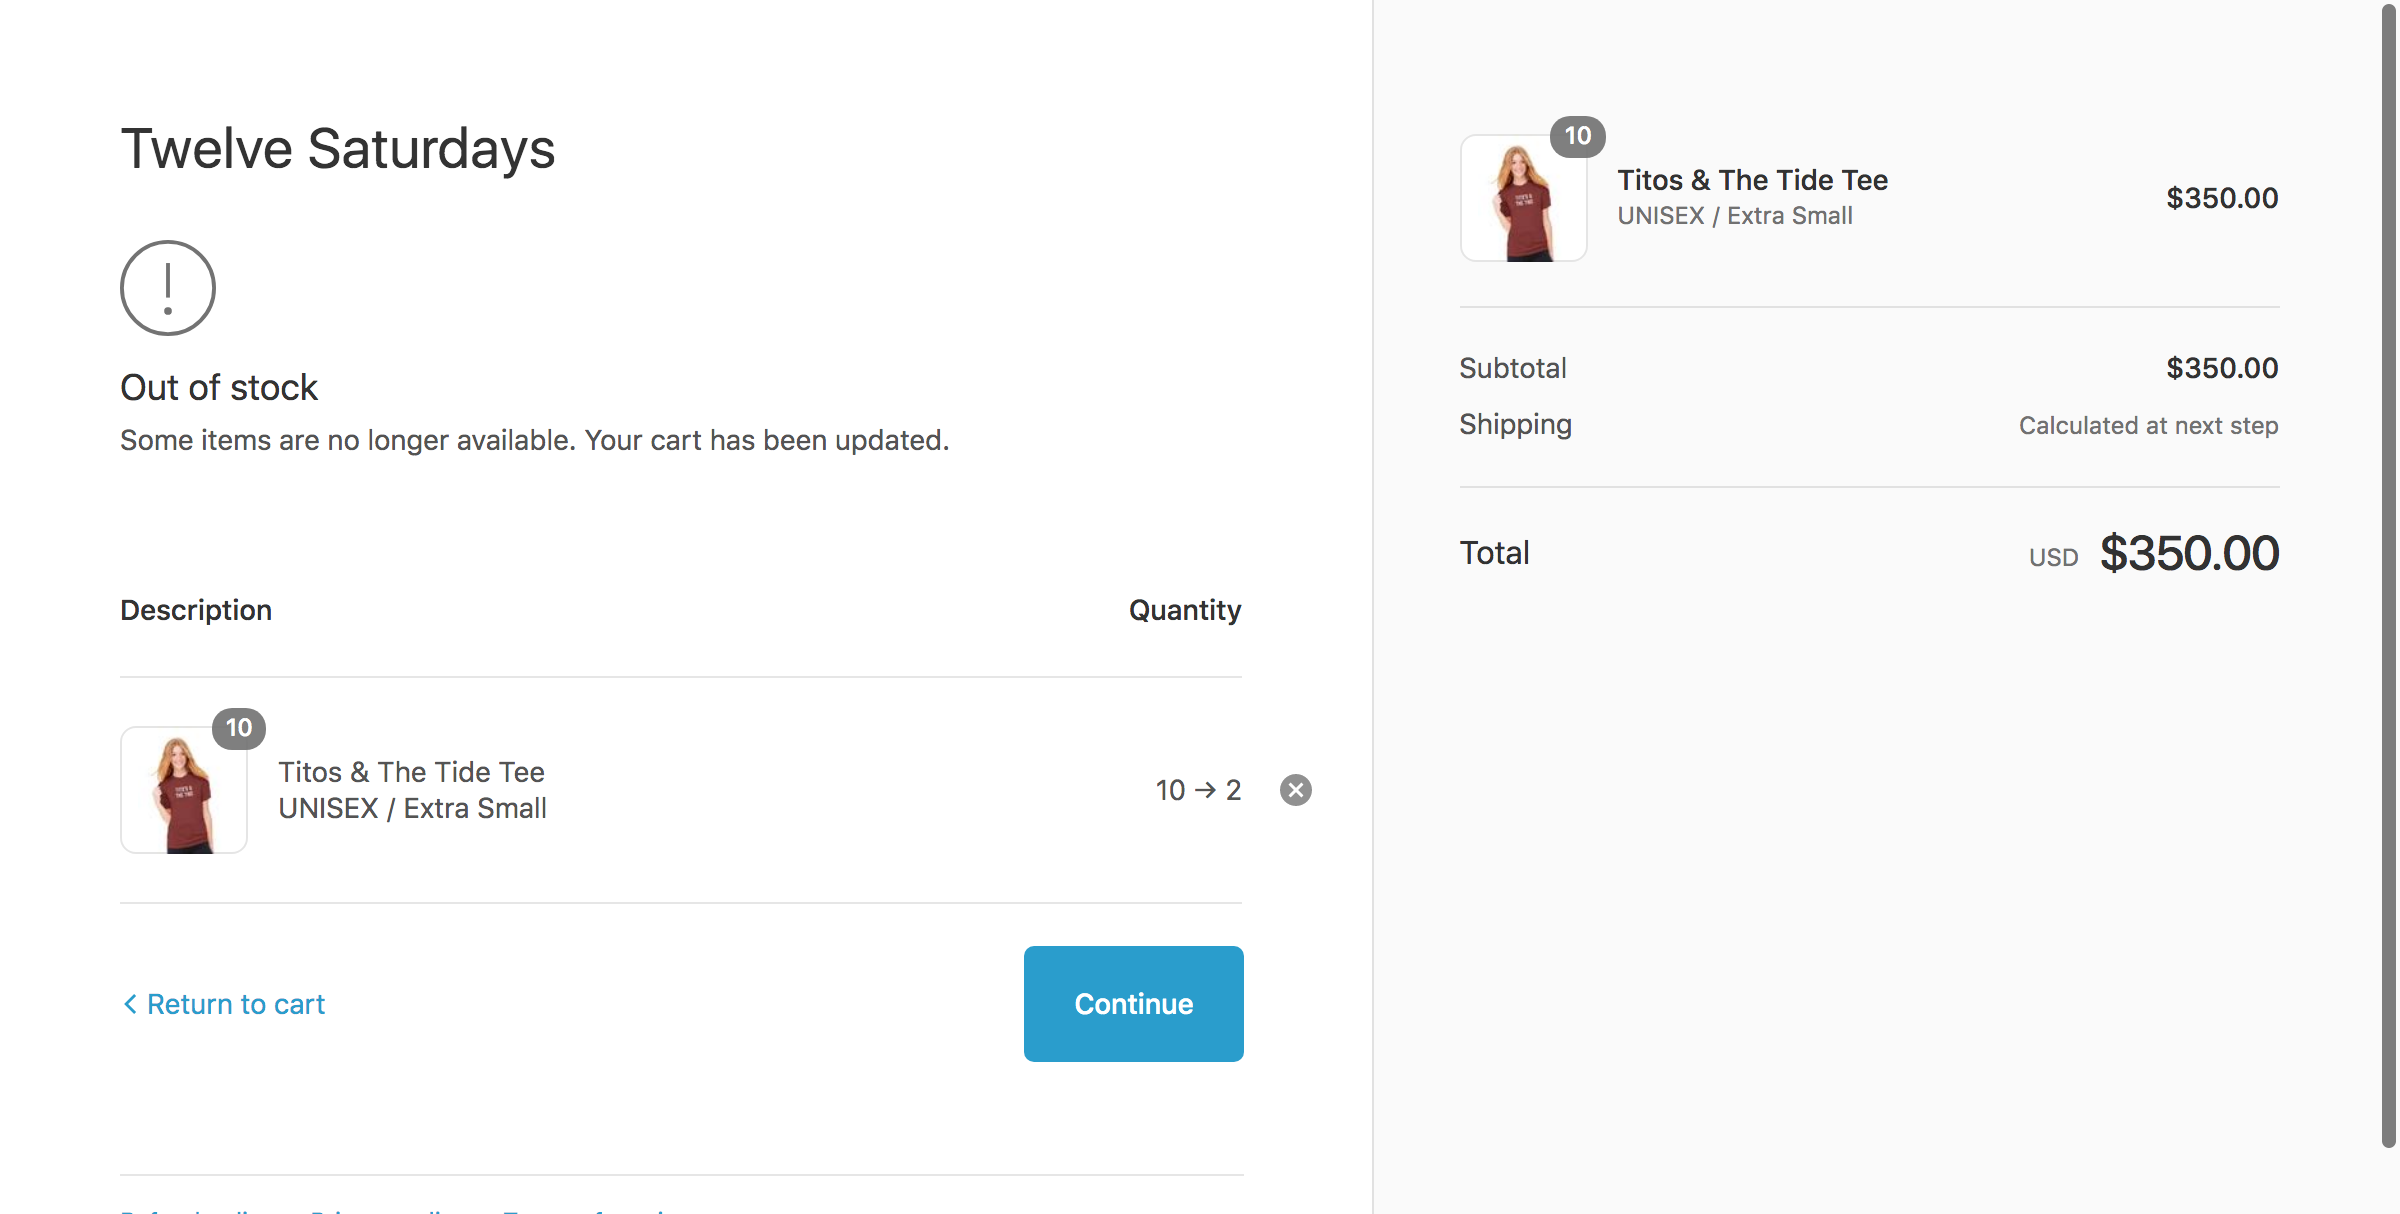 Twelve Saturdays
Out of stock
Some items are no longer available. Your cart has been updated.
Description Quantity
10
Titos & The Tide Tee
UNISEX / Extra Small
10 → 2
Return to cart
Continue
10
Titos & The Tide Tee
UNISEX / Extra Small
$350.00
Subtotal $350.00
Shipping Calculated at next step
Total USD $350.00